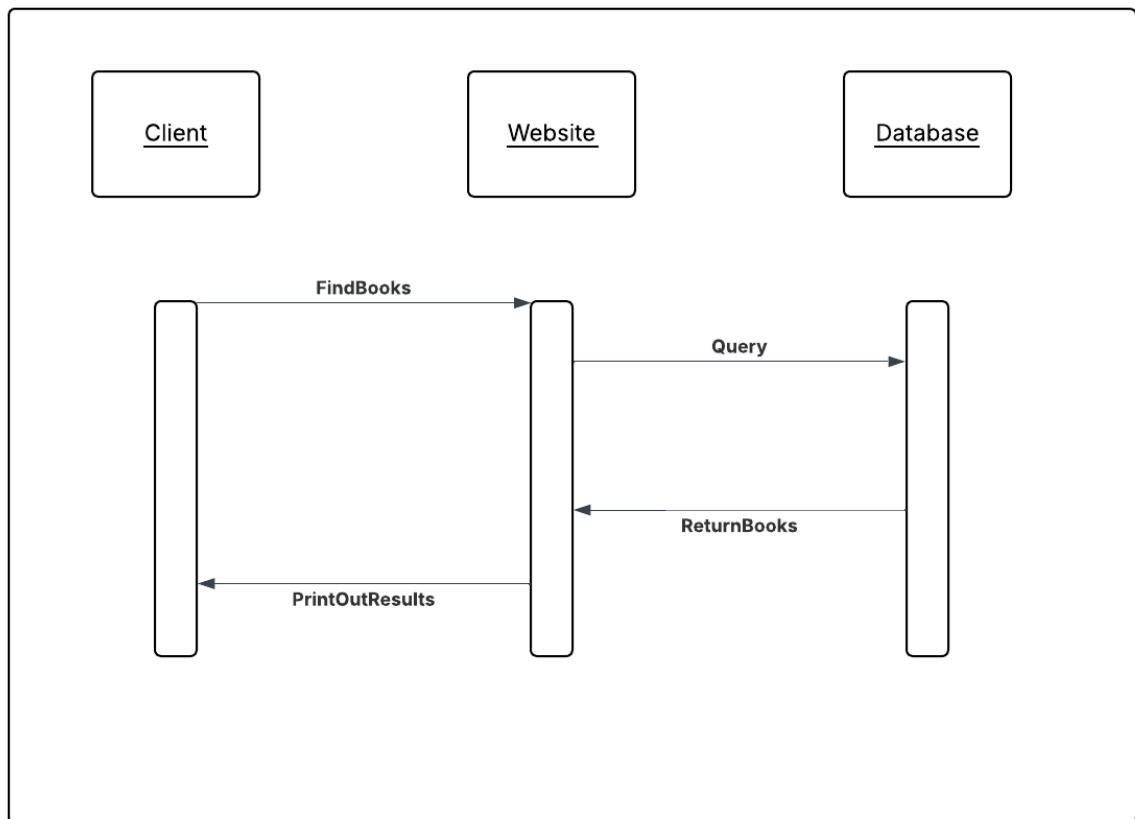 Client
Website
Database
FindBooks
Query
ReturnBooks
PrintOutResults